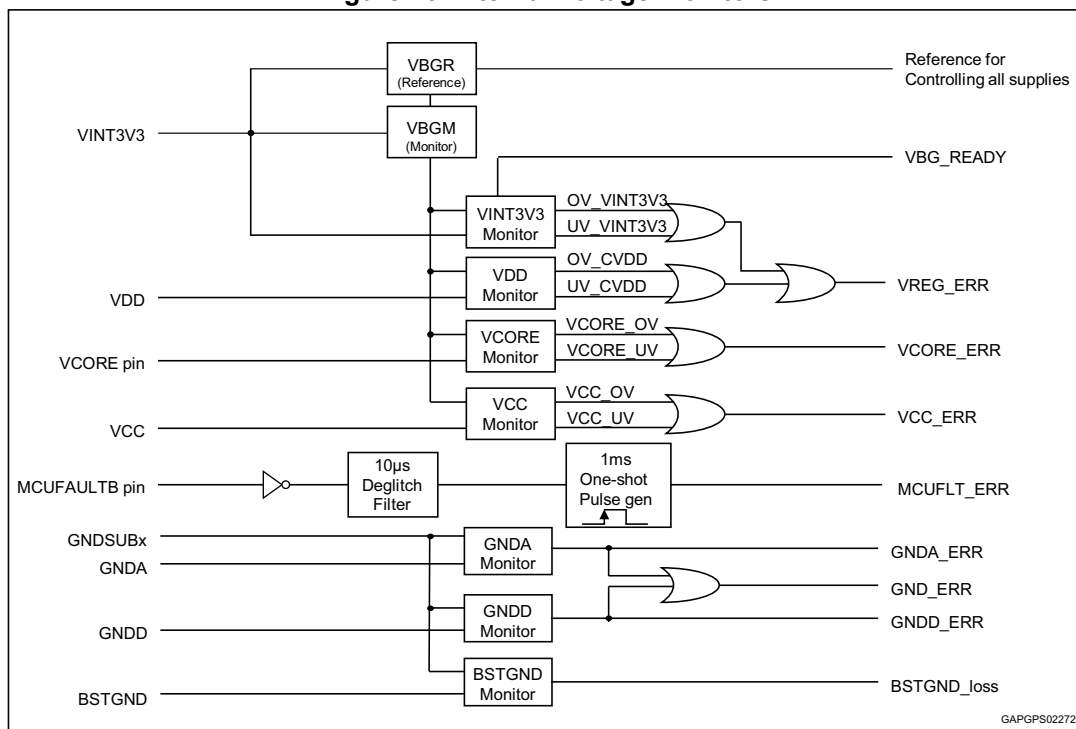 VBGR
(Reference)
Reference for
Controlling all supplies
VINT3V3
VBGM
(Monitor)
VBG_READY
VINT3V3
Monitor
OV_VINT3V3
UV_VINT3V3
VDD
VDD
Monitor
OV_CVDD
UV_CVDD
VREG_ERR
VCORE pin
VCORE
Monitor
VCORE_OV
VCORE_UV
VCORE_ERR
VCC
VCC
Monitor
VCC_OV
VCC_UV
VCC_ERR
MCUFAULTB pin
10µs
Deglitch
Filter
1ms
One-shot
Pulse gen
MCUFLT_ERR
GNDSUBx
GNDA
GNDA
Monitor
GNDA_ERR
GND_ERR
GNDD
GNDD
Monitor
GNDD_ERR
BSTGND
BSTGND
Monitor
BSTGND_loss
GAPGPS02272